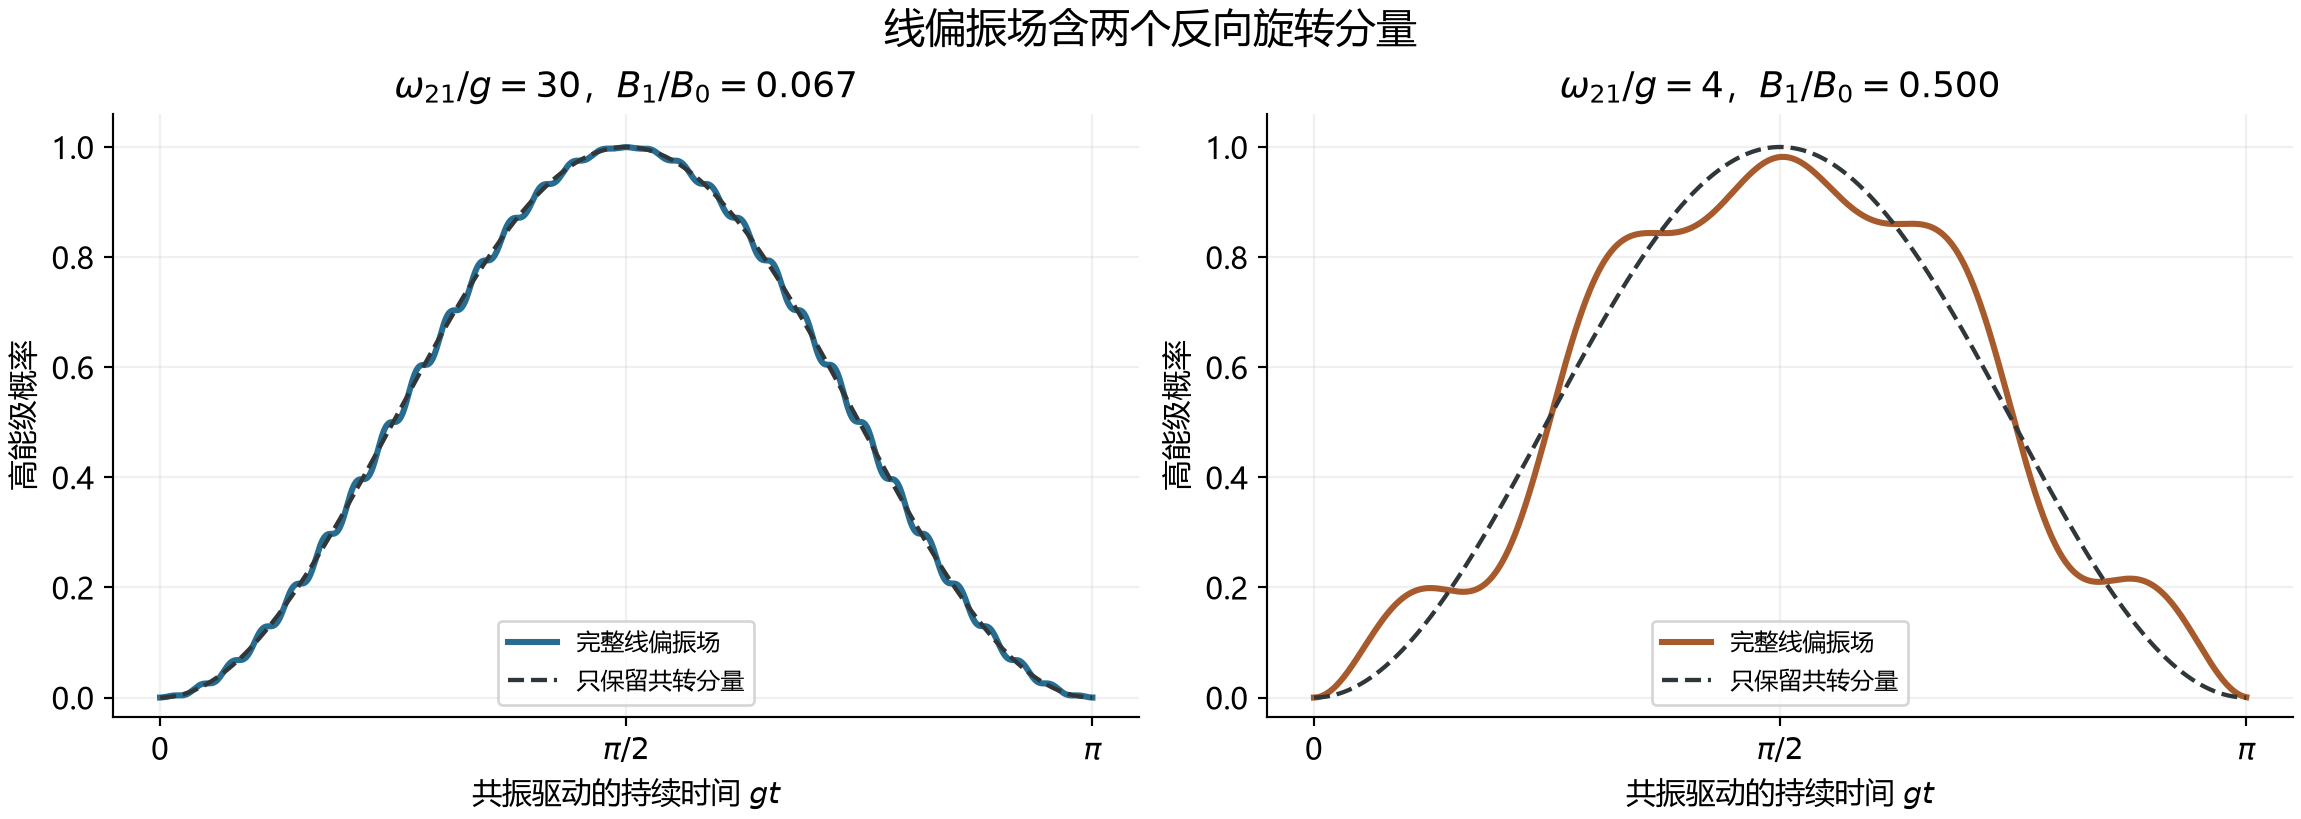 线偏振场含两个反向旋转分量
ω₂₁/g = 30, B₁/B₀ = 0.067
高能级概率
1.0
0.8
0.6
0.4
0.2
0.0
完整线偏振场
只保留共转分量
0
π/2
π
共振驱动的持续时间 gt
ω₂₁/g = 4, B₁/B₀ = 0.500
高能级概率
1.0
0.8
0.6
0.4
0.2
0.0
完整线偏振场
只保留共转分量
0
π/2
π
共振驱动的持续时间 gt